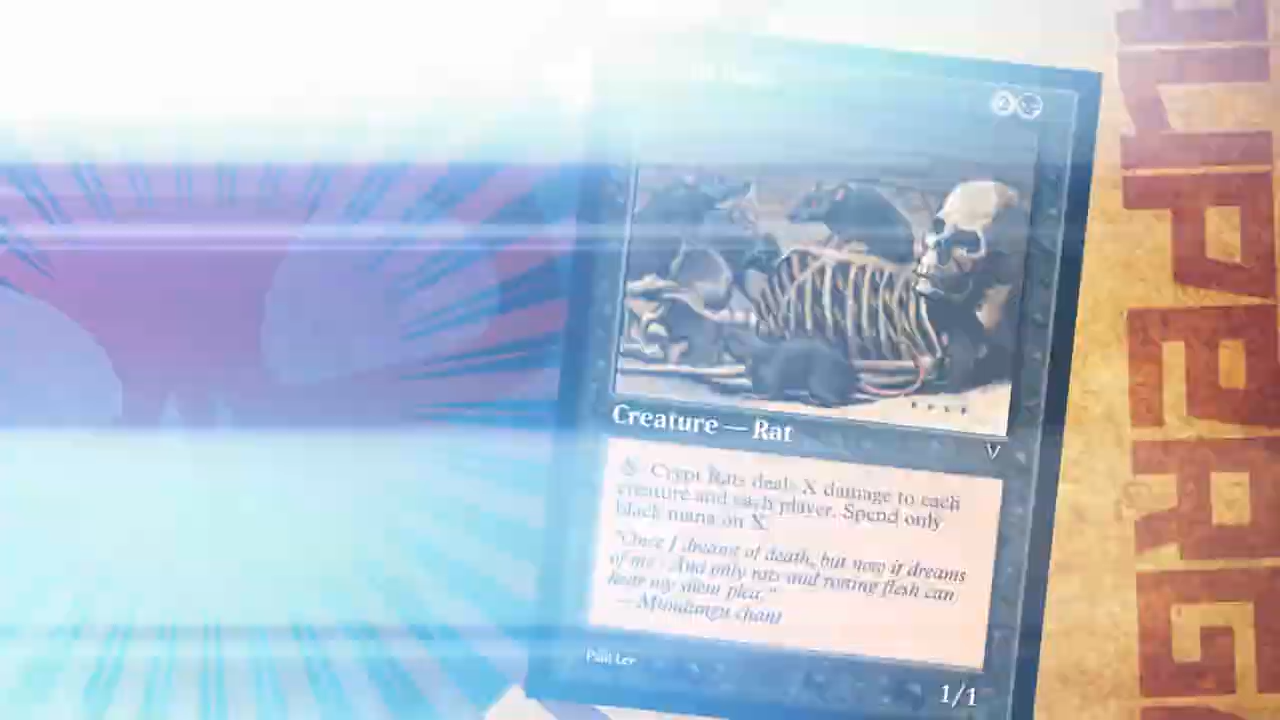 2
Creature — Rat
V
X: Crypt Rats deals X damage to each
creature and each player. Spend only
black mana on X.
"Once I dreamt of death, but now it dreams
of me. And only rats and rotting flesh can
hear my silent plea."
chant
1/1